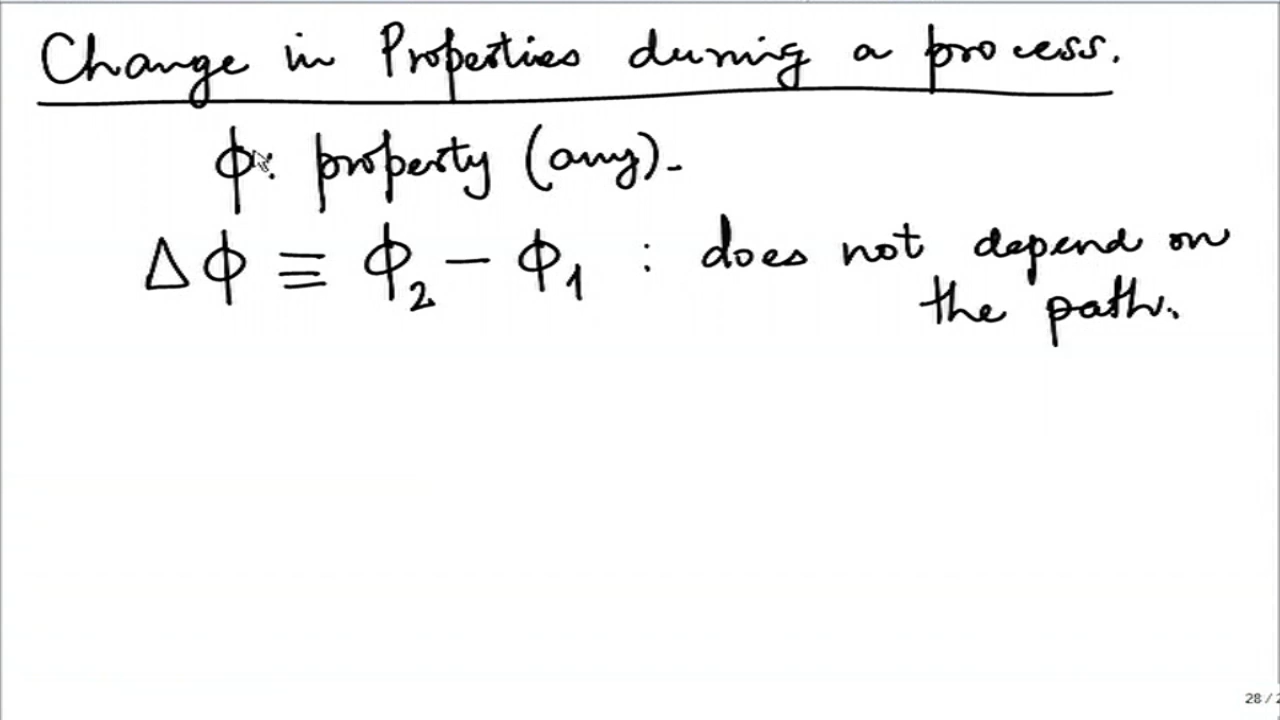 Change in Properties during a process.
ϕ: property (any).
Δϕ ≡ ϕ₂ − ϕ₁ : does not depend on
the path.
28 / 2